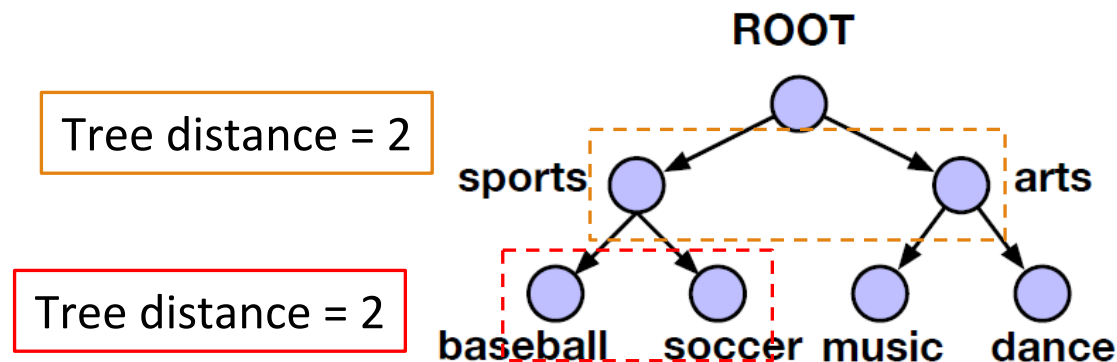 ROOT
Tree distance = 2
sports
arts
Tree distance = 2
baseball
soccer
music
dance